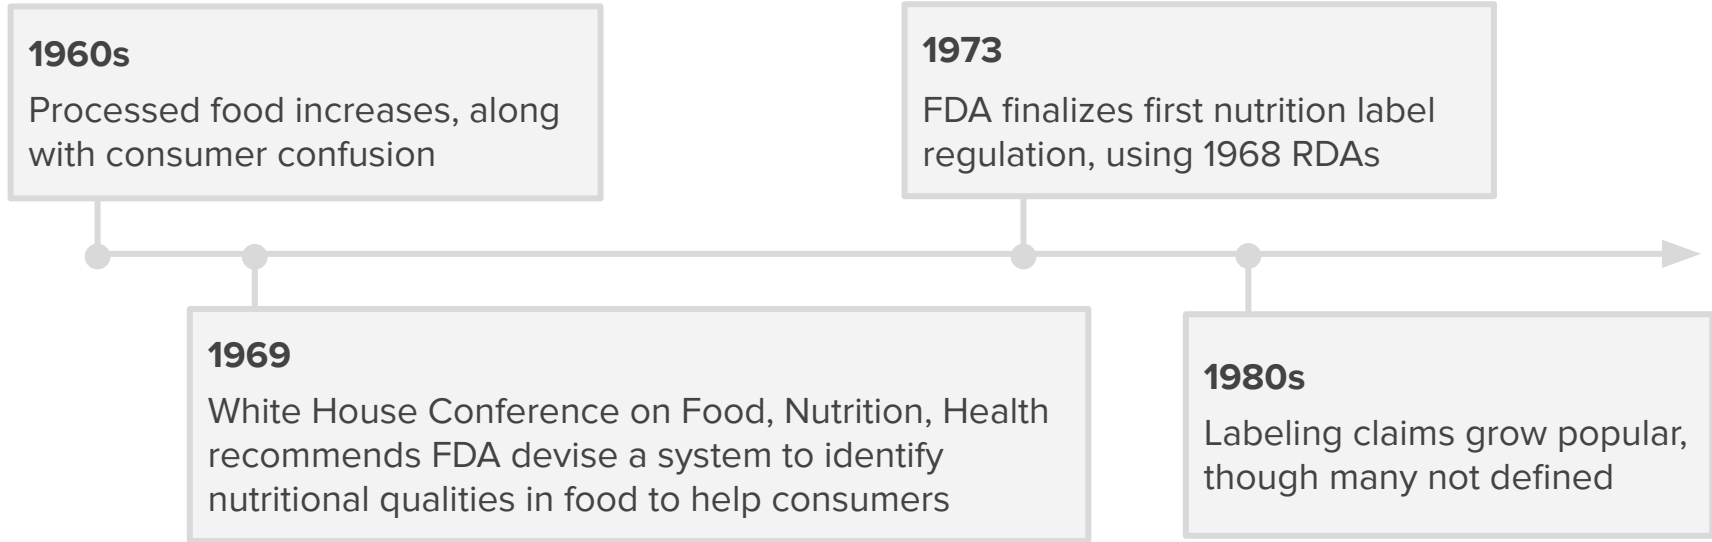 1960s
Processed food increases, along
with consumer confusion
1969
White House Conference on Food, Nutrition, Health
recommends FDA devise a system to identify
nutritional qualities in food to help consumers
1973
FDA finalizes first nutrition label
regulation, using 1968 RDAs
1980s
Labeling claims grow popular,
though many not defined